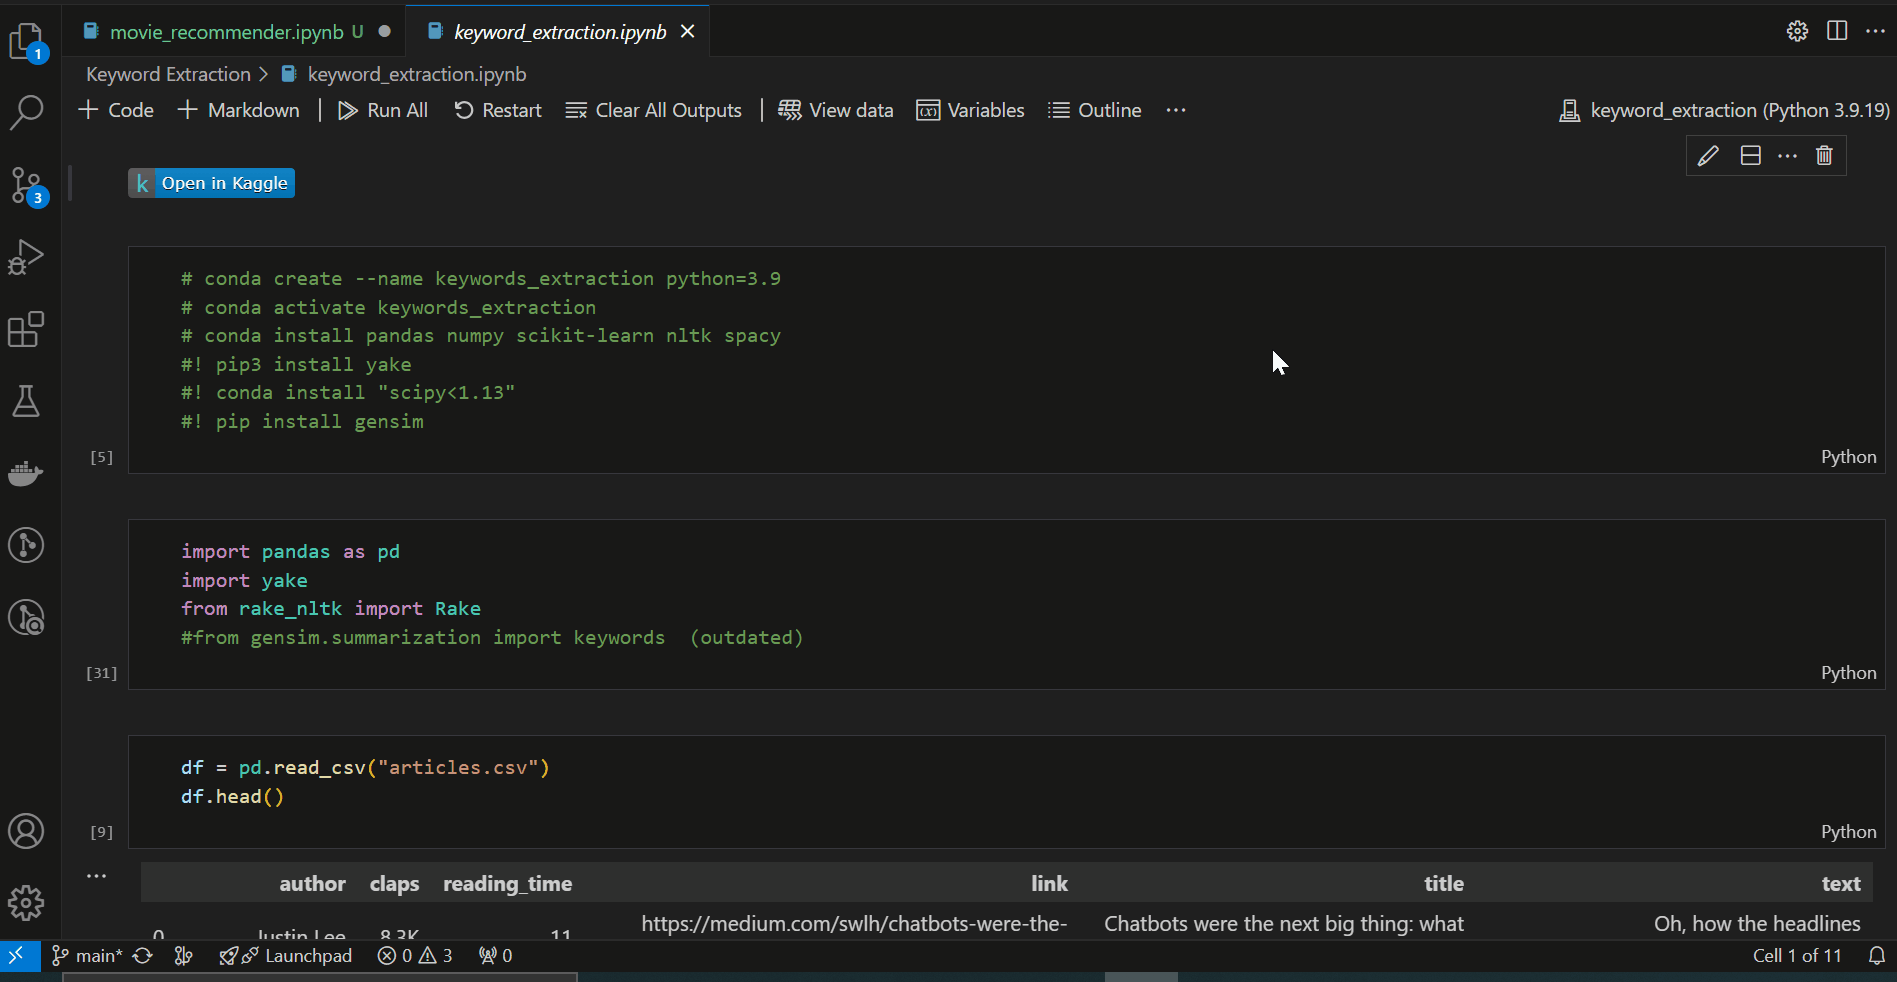 movie_recommender.ipynb U
keyword_extraction.ipynb
1
Keyword Extraction > keyword_extraction.ipynb
+ Code + Markdown | Run All Restart Clear All Outputs | View data Variables Outline ...
keyword_extraction (Python 3.9.19)
k Open in Kaggle
3
# conda create --name keywords_extraction python=3.9
# conda activate keywords_extraction
# conda install pandas numpy scikit-learn nltk spacy
#! pip3 install yake
#! conda install "scipy<1.13"
#! pip install gensim
[5]
Python
import pandas as pd
import yake
from rake_nltk import Rake
#from gensim.summarization import keywords  (outdated)
[31]
Python
df = pd.read_csv("articles.csv")
df.head()
[9]
Python
author claps reading_time link title text
https://medium.com/swlh/chatbots-were-the- Chatbots were the next big thing: what Oh, how the headlines
0 Justin Lee 8.3K 11
main* Launchpad 0 3 0
Cell 1 of 11